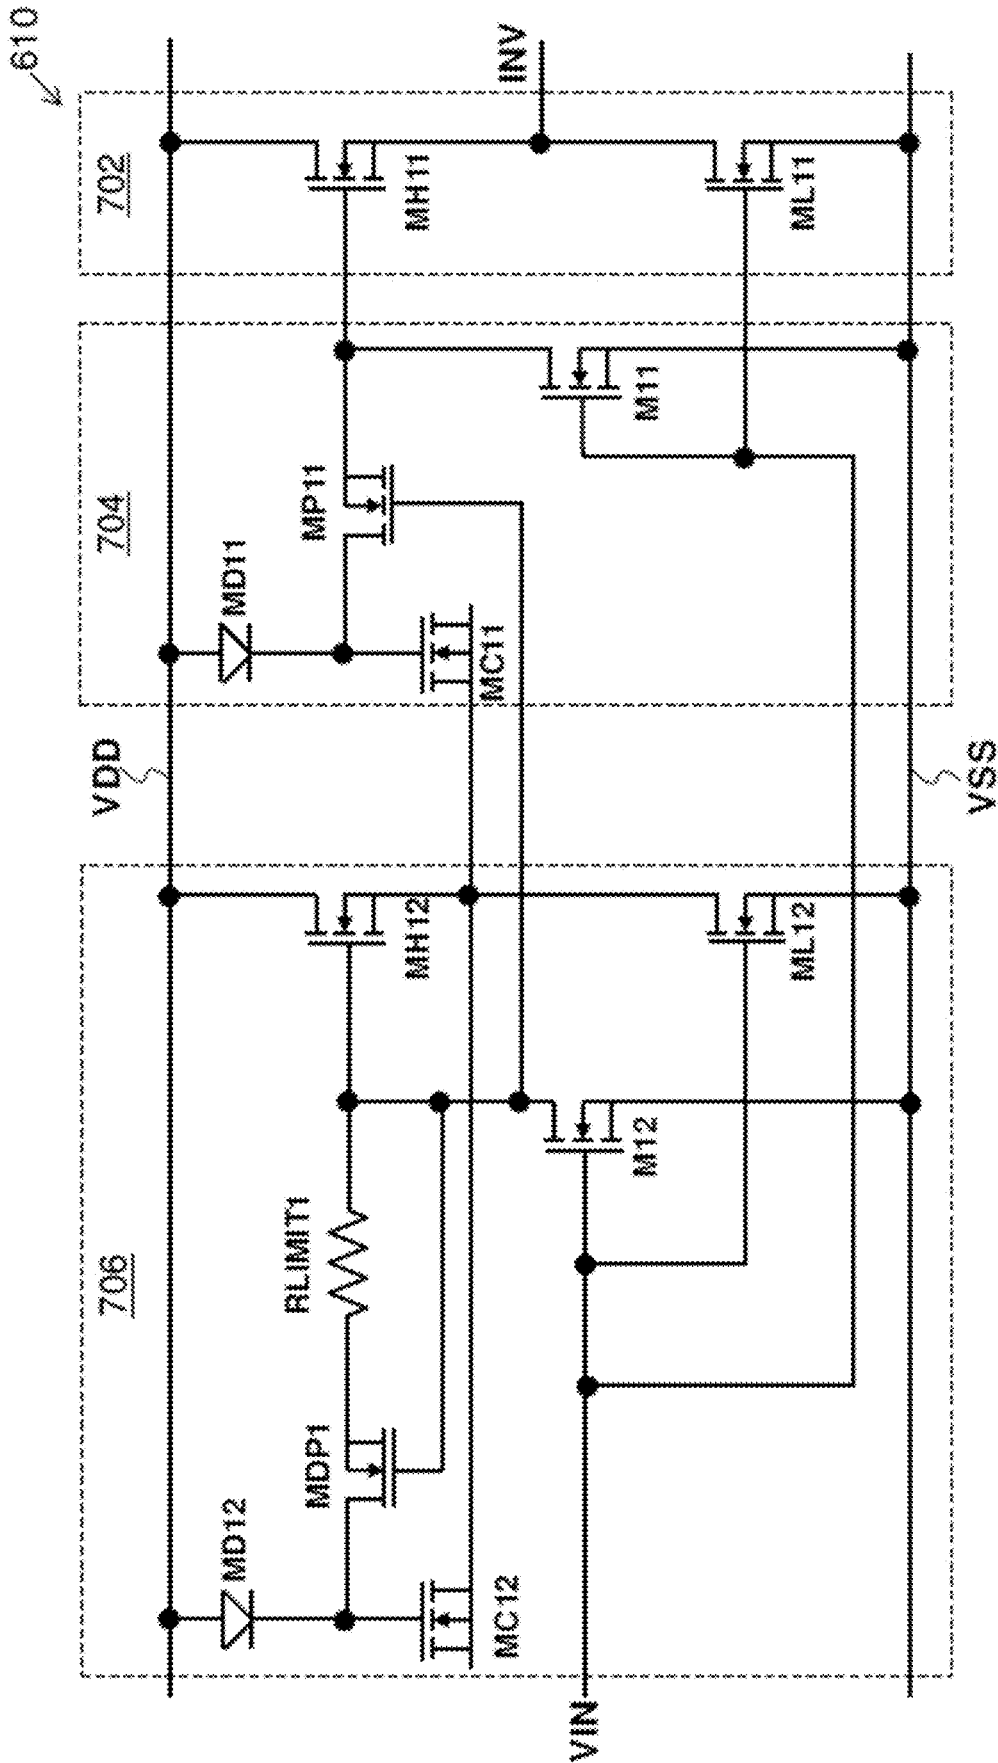 610
702
INV
MH11
ML11
704
MD11
MP11
M11
MC11
VDD
VSS
706
MH12
ML12
RLIMIT1
M12
MDP1
MD12
MC12
VIN